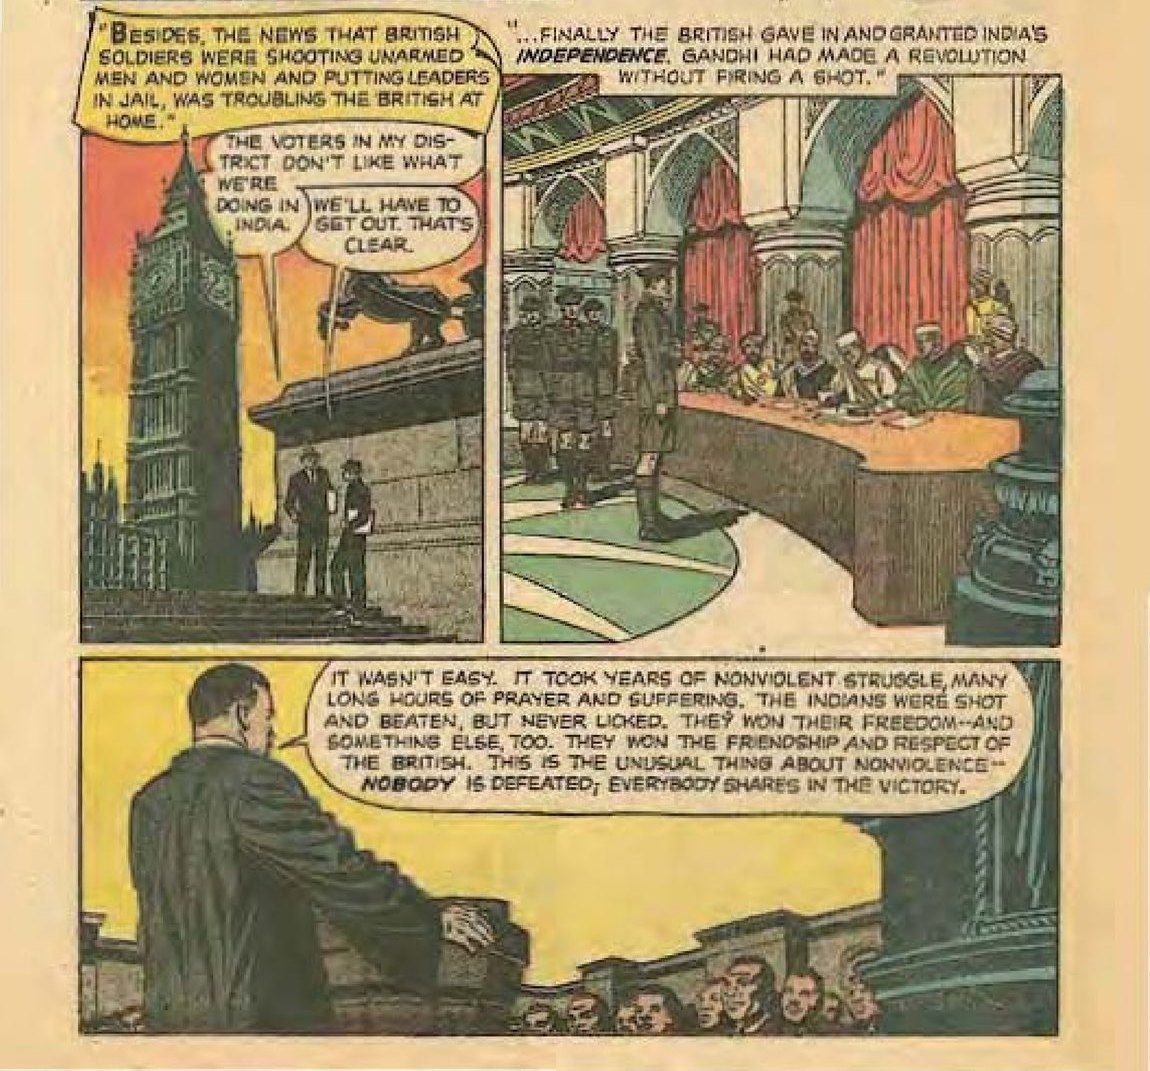 "BESIDES, THE NEWS THAT BRITISH
SOLDIERS WERE SHOOTING UNARMED
MEN AND WOMEN AND PUTTING LEADERS
IN JAIL, WAS TROUBLING THE BRITISH AT
HOME."
THE VOTERS IN MY DIS-
TRICT DON'T LIKE WHAT
WE'RE
DOING IN
INDIA.
WE'LL HAVE TO
GET OUT. THAT'S
CLEAR.
"...FINALLY THE BRITISH GAVE IN AND GRANTED INDIA'S
INDEPENDENCE. GANDHI HAD MADE A REVOLUTION
WITHOUT FIRING A SHOT."
IT WASN'T EASY. IT TOOK YEARS OF NONVIOLENT STRUGGLE, MANY
LONG HOURS OF PRAYER AND SUFFERING. THE INDIANS WERE SHOT
AND BEATEN, BUT NEVER LICKED. THEY WON THEIR FREEDOM--AND
SOMETHING ELSE, TOO. THEY WON THE FRIENDSHIP AND RESPECT OF
THE BRITISH. THIS IS THE UNUSUAL THING ABOUT NONVIOLENCE--
NOBODY IS DEFEATED; EVERYBODY SHARES IN THE VICTORY.